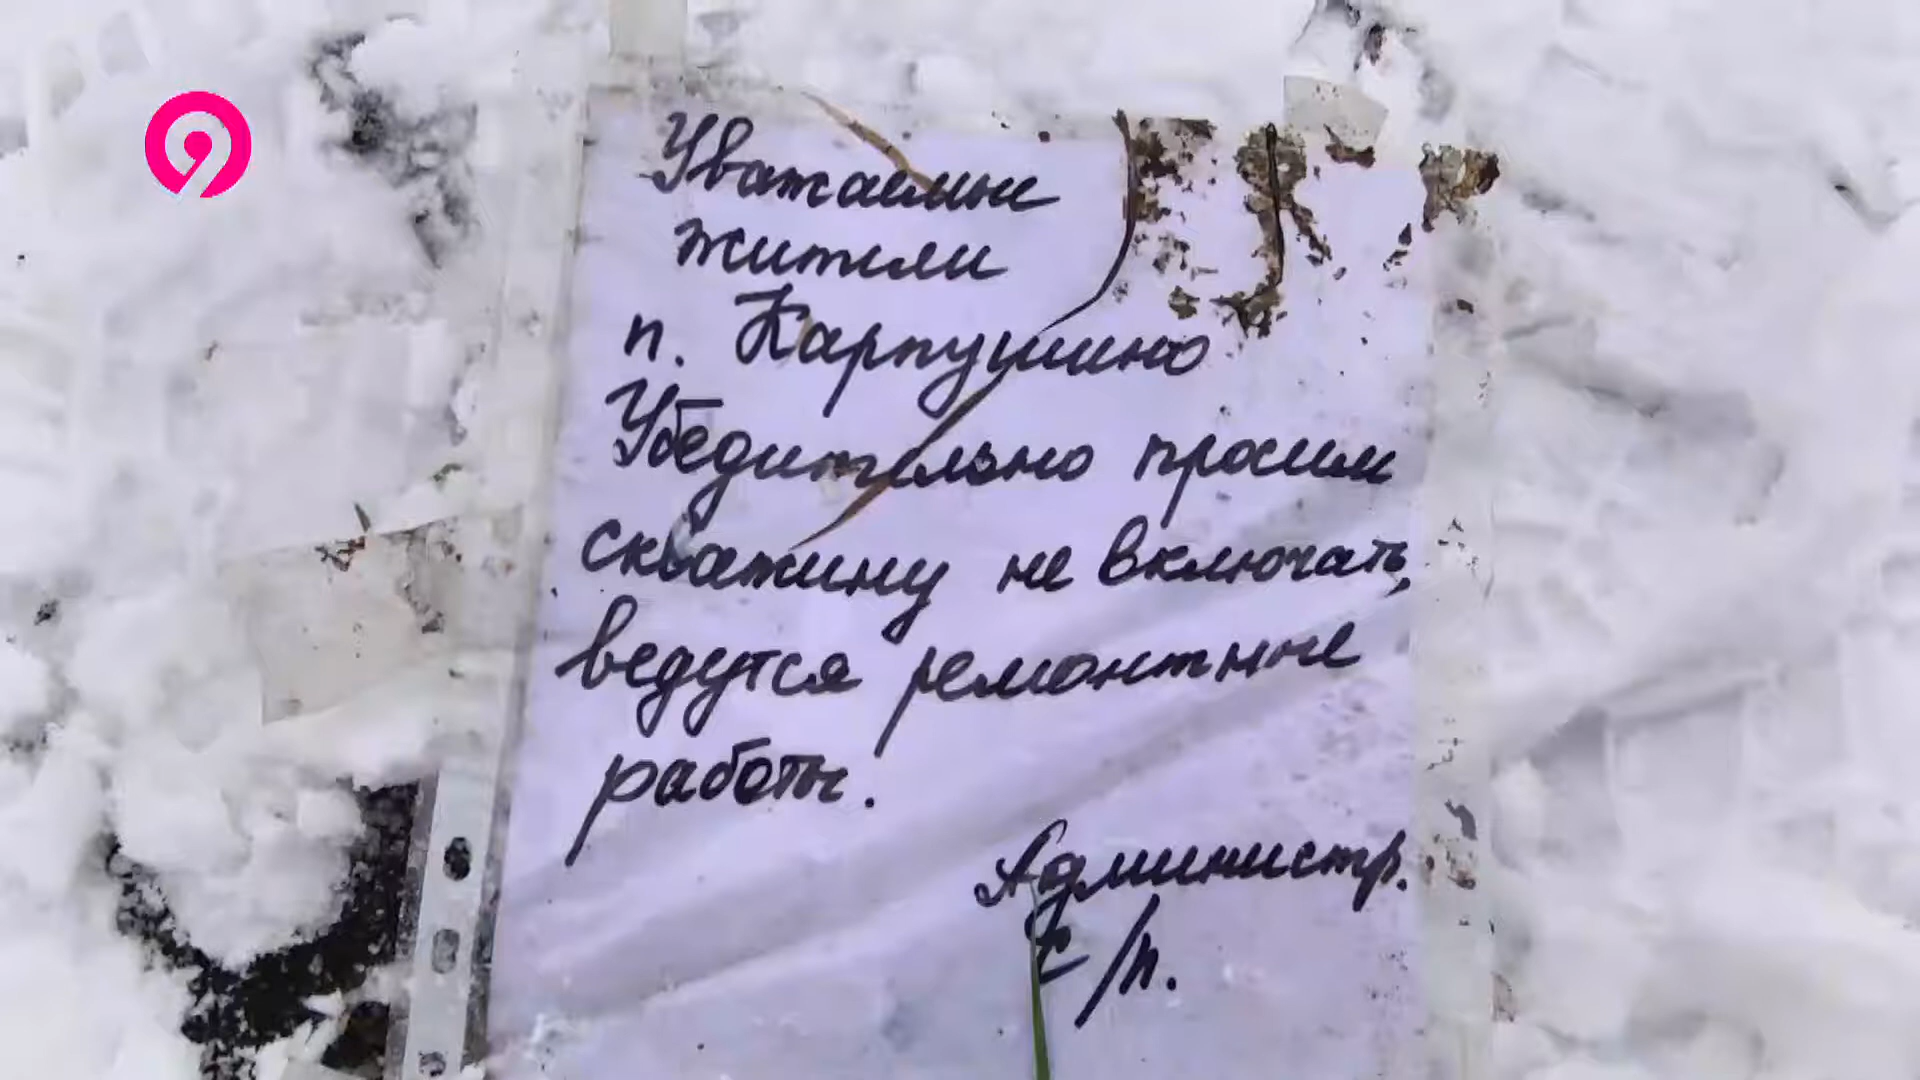 Уважаемые
жители
п. Карпушино
Убедительно просим
скважину не включать,
ведутся ремонтные
работы.
Администр.
с/п.